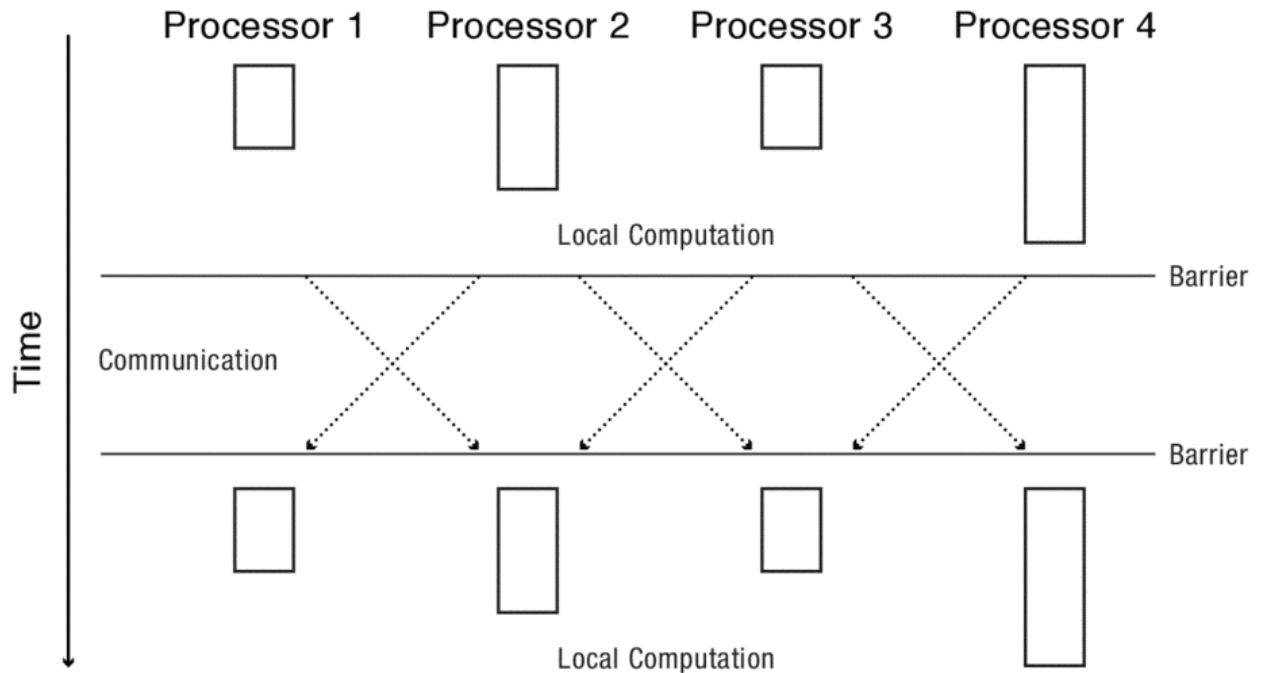 Processor 1 Processor 2 Processor 3 Processor 4
Local Computation
Barrier
Time
Communication
Barrier
Local Computation